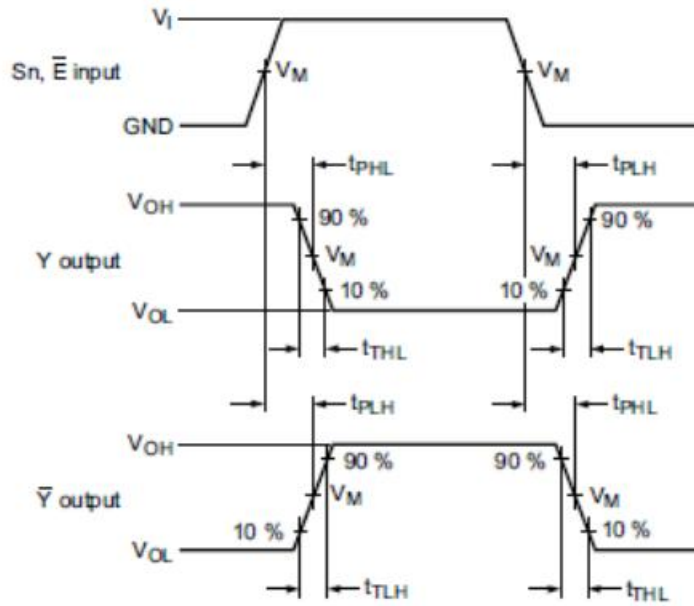 VI
Sn, E̅ input
VM
VM
GND
tPHL
tPLH
VOH
90 %
90 %
Y output
VM
VM
10 %
10 %
VOL
tTHL
tTLH
tPLH
tPHL
VOH
90 %
90 %
Y̅ output
VM
VM
10 %
10 %
VOL
tTLH
tTHL